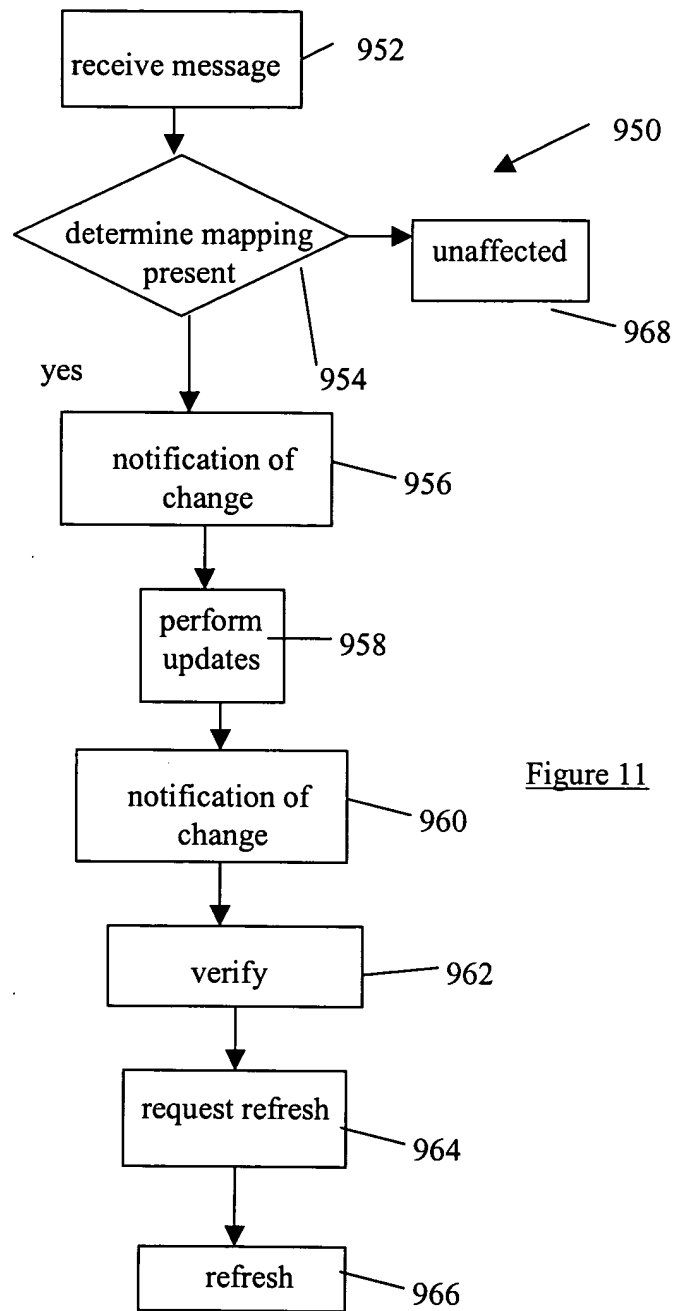 receive message
952
950
determine mapping
present
unaffected
968
954
yes
notification of
change
956
perform
updates
958
notification of
change
960
Figure 11
verify
962
request refresh
964
refresh
966